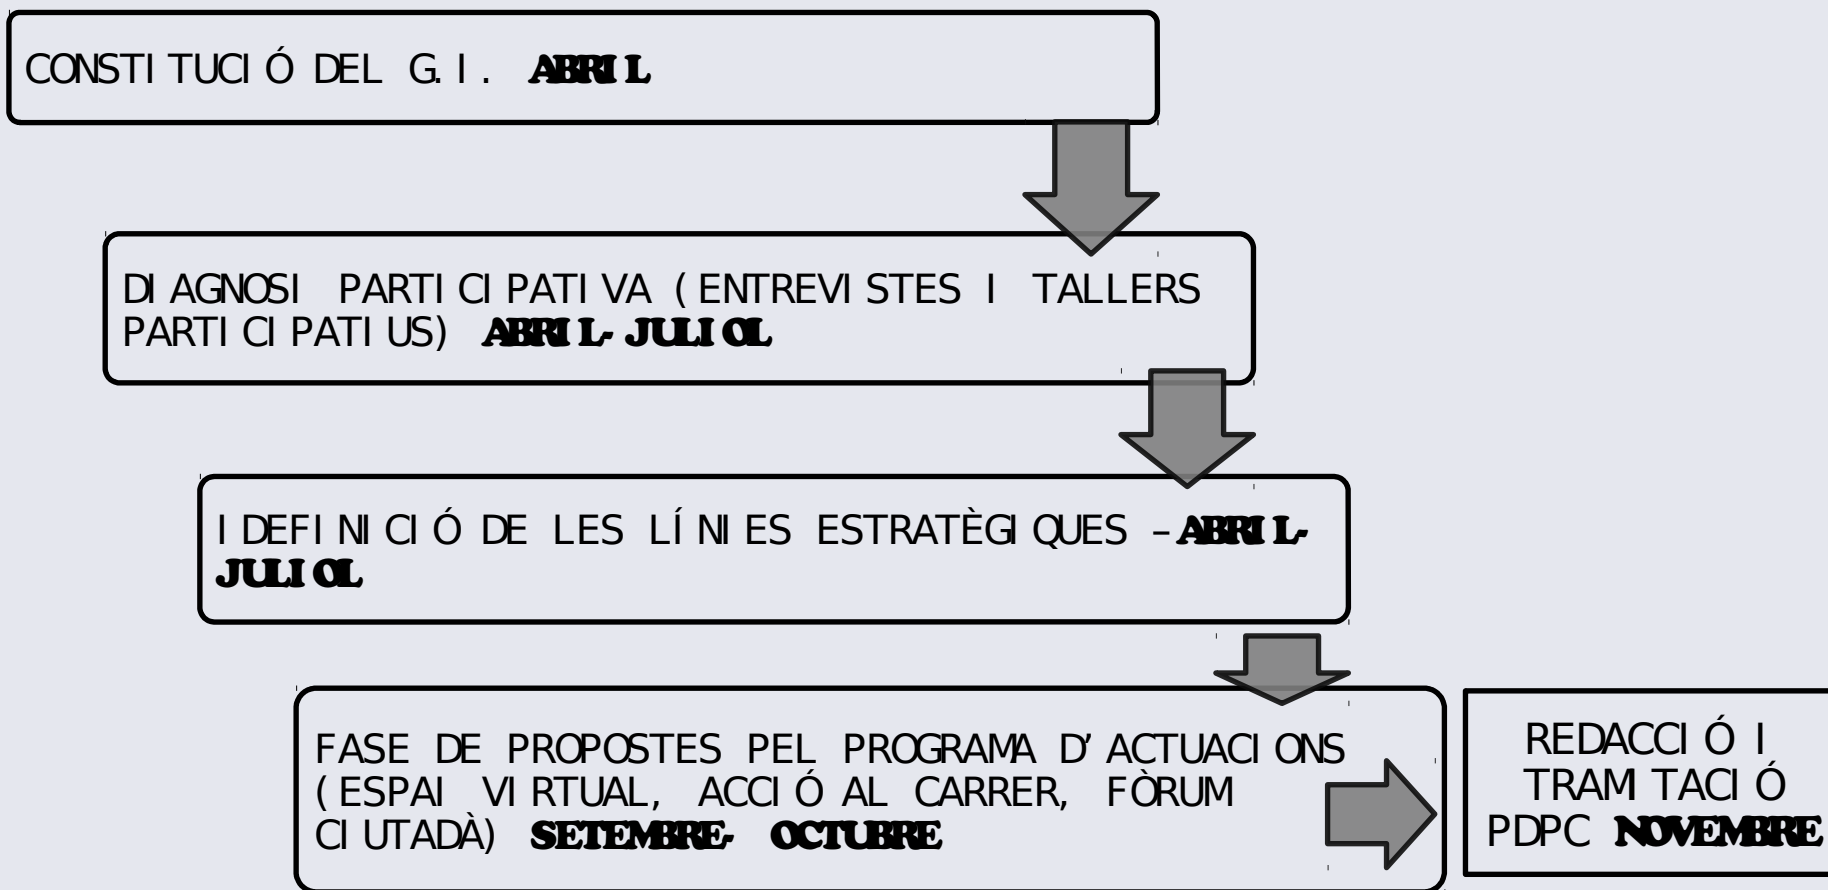 CONSTITUCIÓ DEL G.I. ABRIL
DIAGNOSI PARTICIPATIVA (ENTREVISTES I TALLERS
PARTICIPATIUS) ABRIL-JULIOL
I DEFINICIÓ DE LES LÍNIES ESTRATÈGIQUES –ABRIL-
JULIOL
FASE DE PROPOSTES PEL PROGRAMA D'ACTUACIONS
(ESPAI VIRTUAL, ACCIÓ AL CARRER, FÒRUM
CIUTADÀ) SETEMBRE- OCTUBRE
REDACCIÓ I
TRAMITACIÓ
PDPC NOVEMBRE